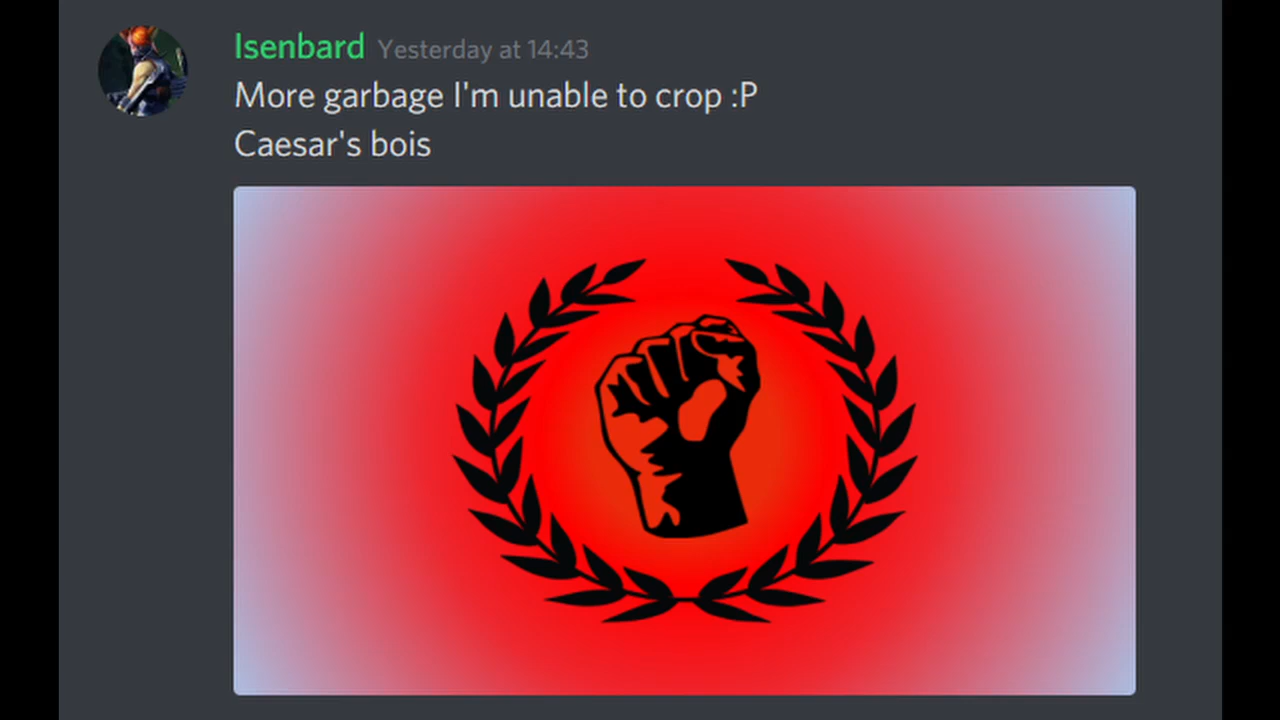 Isenbard Yesterday at 14:43
More garbage I'm unable to crop :P
Caesar's bois